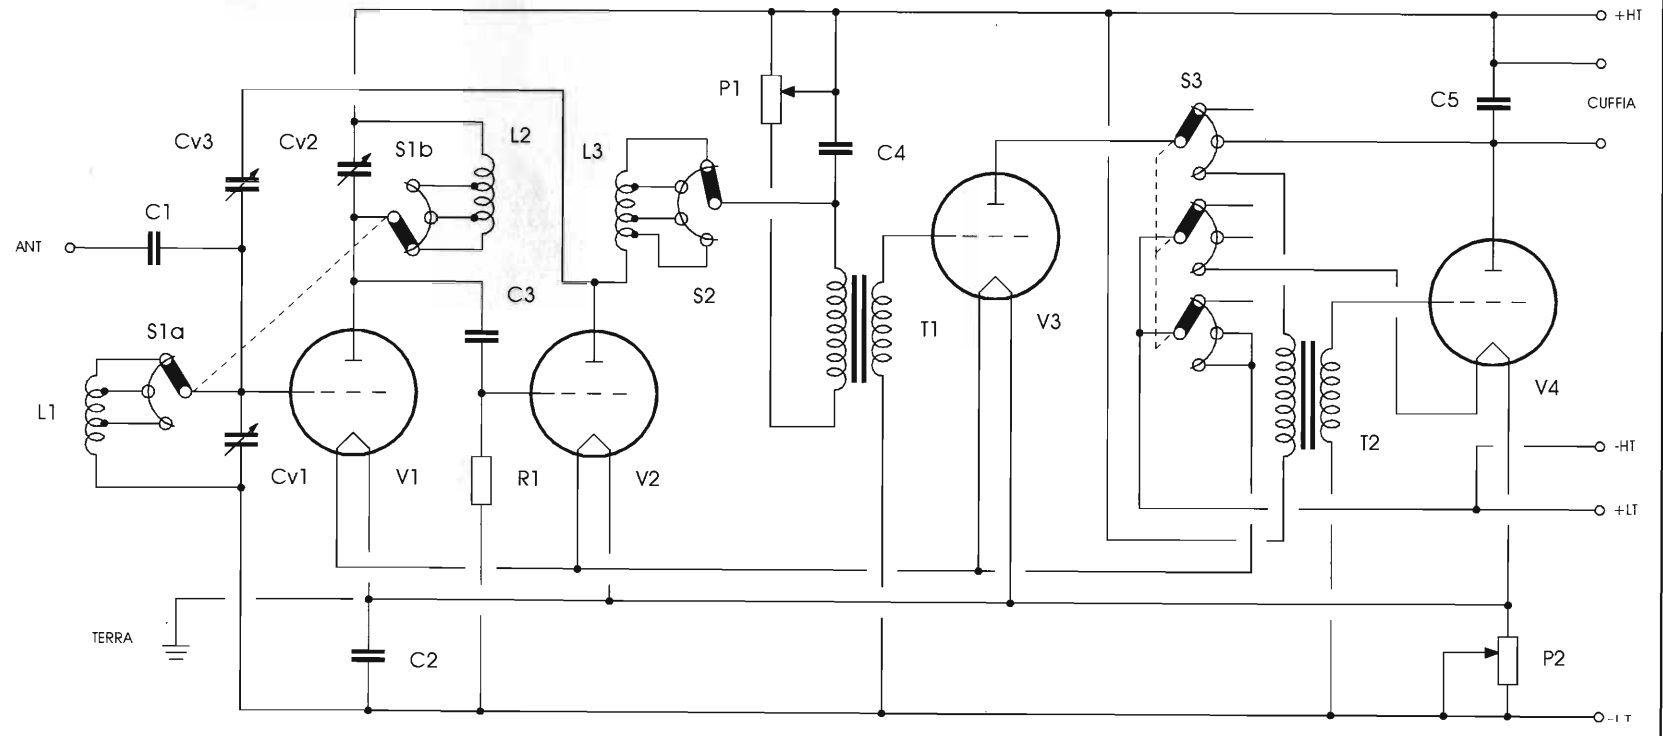 +HT
S3
P1
C5
CUFFIA
L2
Cv3
Cv2
S1b
L3
C4
C1
ANT
C3
S2
T1
V3
S1a
V4
L1
T2
-HT
Cv1
V1
R1
V2
+LT
TERRA
C2
P2
-LT